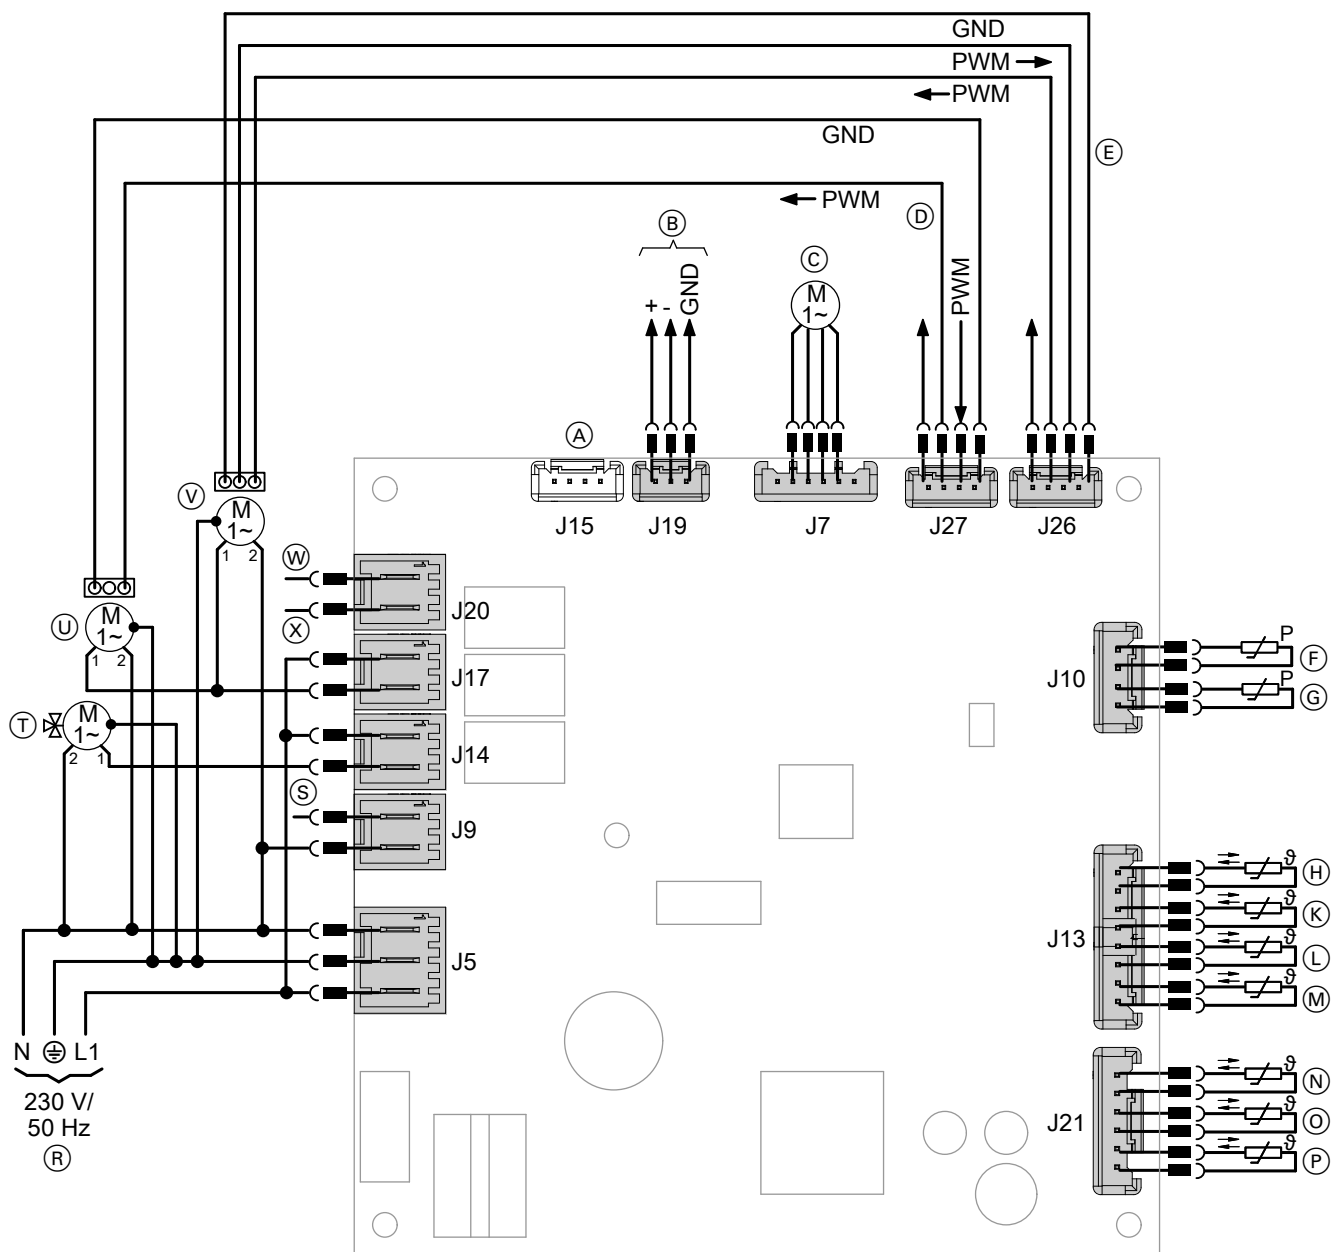 GND
PWM
PWM
GND
E
PWM
D
B
C
+ - GND
M
1~
PWM
A
J15 J19 J7 J27 J26
V
M
1~
1 2
W
J20
X
U
M
1~
1 2
J17
P
F
J10
P
G
T
M
1~
2 1
J14
S
J9
ϑ
H
ϑ
K
J13
ϑ
L
ϑ
M
J5
N L1
230 V/
50 Hz
R
ϑ
N
J21
ϑ
O
ϑ
P